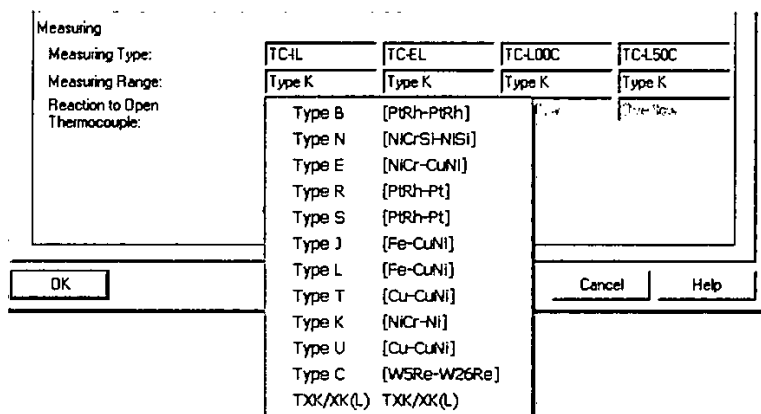 Measuring
Measuring Type: TC-IL TC-EL TC-L00C TC-L50C
Measuring Range: Type K Type K Type K Type K
Reaction to Open
Thermocouple:
Type B [PtRh-PtRh]
Type N [NiCrSi-NiSi]
Type E [NiCr-CuNi]
Type R [PtRh-Pt]
Type S [PtRh-Pt]
Type J [Fe-CuNi]
Type L [Fe-CuNi]
Type T [Cu-CuNi]
Type K [NiCr-Ni]
Type U [Cu-CuNi]
Type C [W5Re-W26Re]
TXK/XK(L) TXK/XK(L)
OK Cancel Help